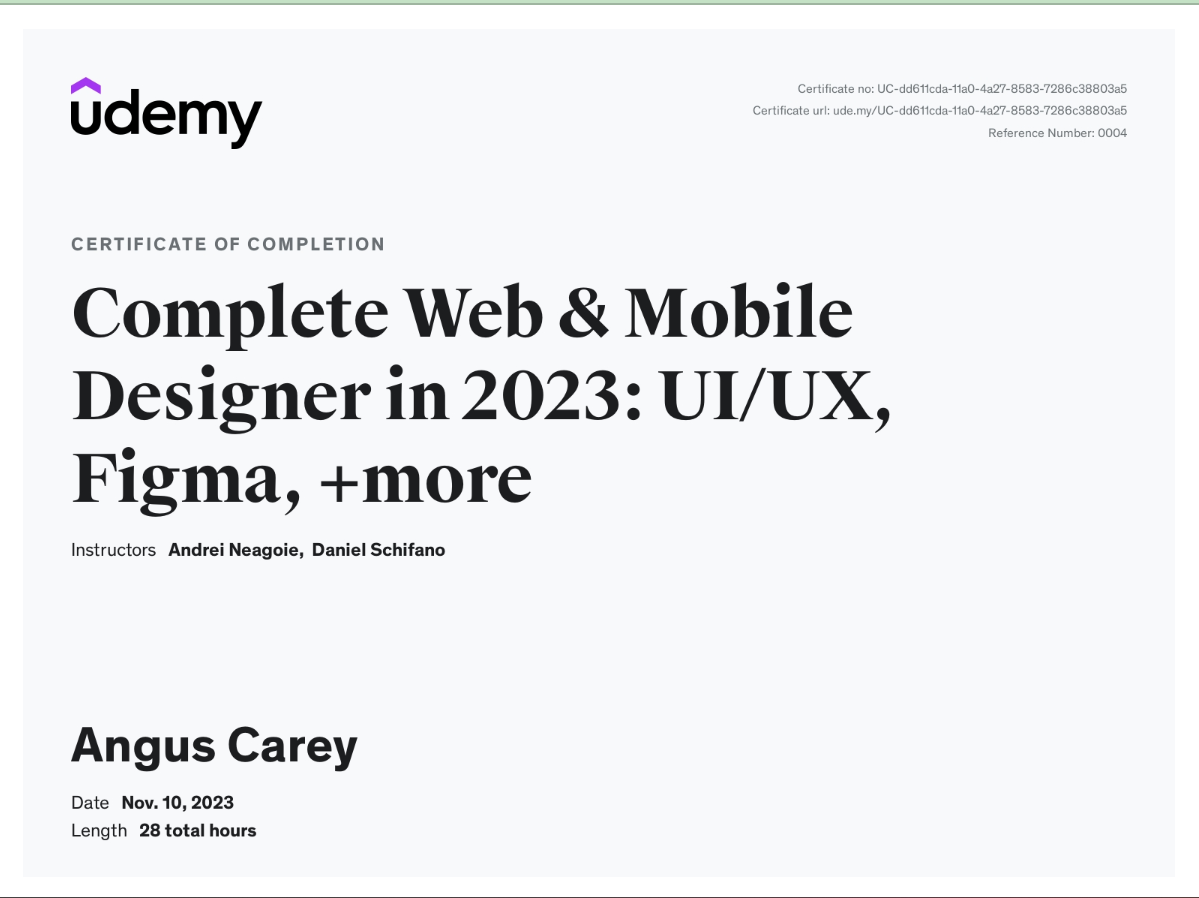 udemy
Certificate no: UC-dd611cda-11a0-4a27-8583-7286c38803a5
Certificate url: ude.my/UC-dd611cda-11a0-4a27-8583-7286c38803a5
Reference Number: 0004
CERTIFICATE OF COMPLETION
Complete Web & Mobile
Designer in 2023: UI/UX,
Figma, +more
Instructors Andrei Neagoie, Daniel Schifano
Angus Carey
Date Nov. 10, 2023
Length 28 total hours